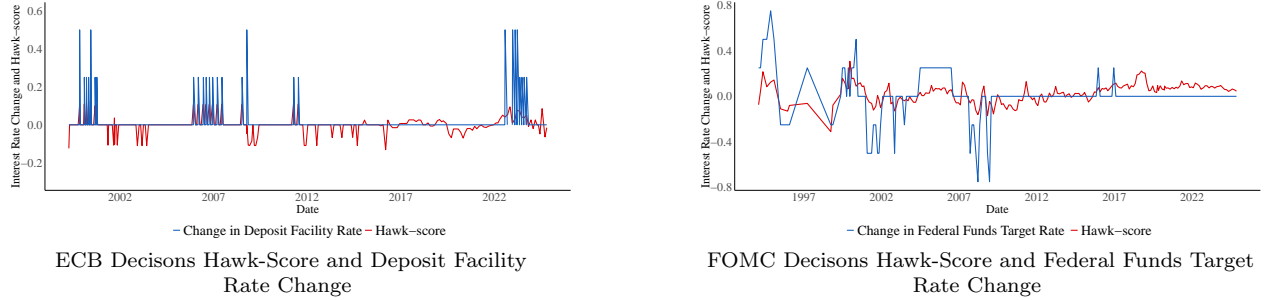 Interest Rate Change and Hawk−score
0.6
0.4
0.2
0.0
−0.2
2002
2007
2012
2017
2022
Date
Change in Deposit Facility Rate
Hawk−score
ECB Decisons Hawk-Score and Deposit Facility
Rate Change
Interest Rate Change and Hawk−score
0.8
0.4
0.0
−0.4
−0.8
1997
2002
2007
2012
2017
2022
Date
Change in Federal Funds Target Rate
Hawk−score
FOMC Decisons Hawk-Score and Federal Funds Target
Rate Change